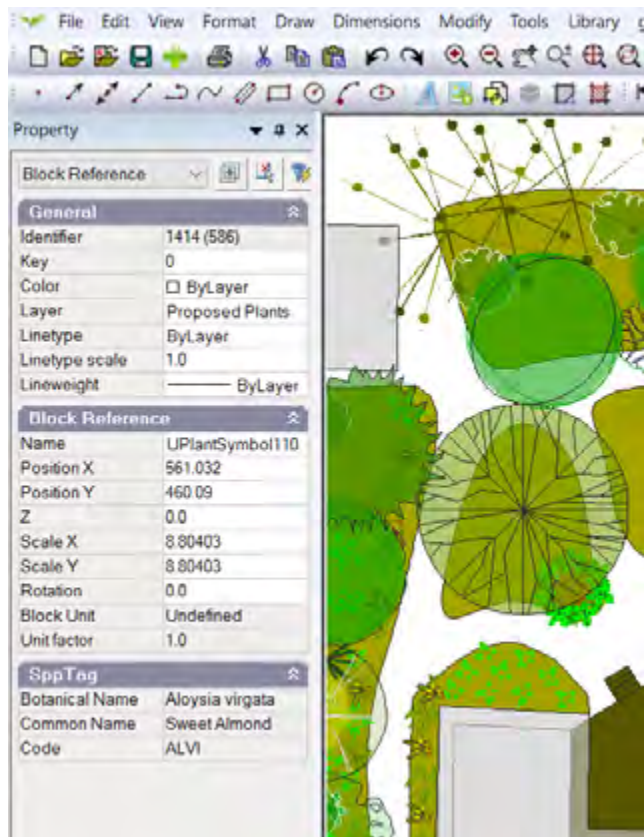 File Edit View Format Draw Dimensions Modify Tools Library
Property
Block Reference
General
Identifier 1414 (586)
Key 0
Color ByLayer
Layer Proposed Plants
Linetype ByLayer
Linetype scale 1.0
Lineweight ByLayer
Block Reference
Name UPlantSymbol110
Position X 561.032
Position Y 460.09
Z 0.0
Scale X 8.80403
Scale Y 8.80403
Rotation 0.0
Block Unit Undefined
Unit factor 1.0
SppTag
Botanical Name Aloysia virgata
Common Name Sweet Almond
Code ALVI